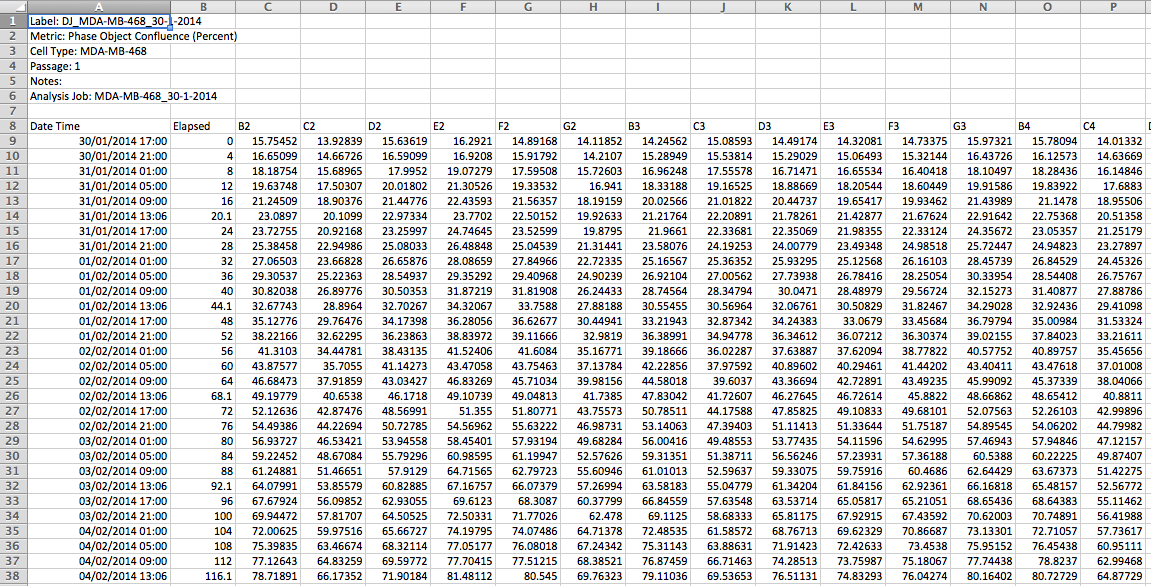 A B C D E F G H I J K L M N O P
1 Label: DJ_MDA-MB-468_30-1-2014
2 Metric: Phase Object Confluence (Percent)
3 Cell Type: MDA-MB-468
4 Passage: 1
5 Notes:
6 Analysis Job: MDA-MB-468_30-1-2014
7
8 Date Time Elapsed B2 C2 D2 E2 F2 G2 B3 C3 D3 E3 F3 G3 B4 C4
9 30/01/2014 17:00 0 15.75452 13.92839 15.63619 16.2921 14.89168 14.11852 14.24562 15.08593 14.49174 14.32081 14.73375 15.97321 15.78094 14.01332
10 30/01/2014 21:00 4 16.65099 14.66726 16.59099 16.9208 15.91792 14.2107 15.28949 15.53814 15.29029 15.06493 15.32144 16.43726 16.12573 14.63669
11 31/01/2014 01:00 8 18.18754 15.68965 17.9952 19.07279 17.59508 15.72603 16.96248 17.55578 16.71471 16.65534 16.40418 18.10497 18.28436 16.14846
12 31/01/2014 05:00 12 19.63748 17.50307 20.01802 21.30526 19.33532 16.941 18.33188 19.16525 18.88669 18.20544 18.60449 19.91586 19.83922 17.6883
13 31/01/2014 09:00 16 21.24509 18.90376 21.44776 22.43593 21.56357 18.19159 20.02566 21.01822 20.44737 19.65417 19.93462 21.43989 21.1478 18.95506
14 31/01/2014 13:06 20.1 23.0897 20.1099 22.97334 23.7702 22.50152 19.92633 21.21764 22.20891 21.78261 21.42877 21.67624 22.91642 22.75368 20.51358
15 31/01/2014 17:00 24 23.72755 20.92168 23.25997 24.74645 23.52599 19.8795 21.9661 22.33681 22.35069 21.98355 22.33124 24.35672 23.05357 21.25179
16 31/01/2014 21:00 28 25.38458 22.94986 25.08033 26.48848 25.04539 21.31441 23.58076 24.19253 24.00779 23.49348 24.98518 25.72447 24.94823 23.27897
17 01/02/2014 01:00 32 27.06503 23.66828 26.65876 28.08659 27.84966 22.72335 25.16567 25.36352 25.93295 25.12568 26.16103 28.45739 26.84529 24.45326
18 01/02/2014 05:00 36 29.30537 25.22363 28.54937 29.35292 29.40968 24.90239 26.92104 27.00562 27.73938 26.78416 28.25054 30.33954 28.54408 26.75767
19 01/02/2014 09:00 40 30.82038 26.89776 30.50353 31.87219 31.81908 26.24433 28.74564 28.34794 30.0471 28.48979 29.56724 32.15273 31.40877 27.88786
20 01/02/2014 13:06 44.1 32.67743 28.8964 32.70267 34.32067 33.7588 27.88188 30.55455 30.56964 32.06761 30.50829 31.82467 34.29028 32.92436 29.41098
21 01/02/2014 17:00 48 35.12776 29.76476 34.17398 36.28056 36.62677 30.44941 33.21943 32.87342 34.24383 33.0679 33.45684 36.79794 35.00984 31.53324
22 01/02/2014 21:00 52 38.22166 32.62295 36.23863 38.83972 39.11666 32.9819 36.38991 34.94778 36.34612 36.07212 36.30374 39.02155 37.84023 33.21611
23 02/02/2014 01:00 56 41.3103 34.44781 38.43135 41.52406 41.6084 35.16771 39.18666 36.02287 37.63887 37.62094 38.77822 40.57752 40.89757 35.45656
24 02/02/2014 05:00 60 43.87577 35.7055 41.14273 43.47058 43.75463 37.13784 42.22856 37.97592 40.89602 40.29461 41.44202 43.40411 43.47618 37.01008
25 02/02/2014 09:00 64 46.68473 37.91859 43.03427 46.83269 45.71034 39.98156 44.58018 39.6037 43.36694 42.72891 43.49235 45.99092 45.37339 38.04066
26 02/02/2014 13:06 68.1 49.19779 40.6538 46.1718 49.10739 49.04813 41.7385 47.83042 41.72607 46.27645 46.72614 45.8822 48.66862 48.65412 40.8811
27 02/02/2014 17:00 72 52.12636 42.87476 48.56991 51.355 51.80771 43.75573 50.78511 44.17588 47.85825 49.10833 49.68101 52.07563 52.26103 42.99896
28 02/02/2014 21:00 76 54.49386 44.22694 50.72785 54.56962 55.63222 46.98731 53.14063 47.39403 51.11413 51.33644 51.75187 54.89545 54.06202 44.79982
29 03/02/2014 01:00 80 56.93727 46.53421 53.94558 58.45401 57.93194 49.68284 56.00416 49.48553 53.77435 54.11596 54.62995 57.46943 57.94846 47.12157
30 03/02/2014 05:00 84 59.22452 48.67084 55.79296 60.98595 61.19947 52.57626 59.31351 51.38711 56.56246 57.23931 57.36188 60.5388 60.22225 49.87407
31 03/02/2014 09:00 88 61.24881 51.46651 57.9129 64.71565 62.79723 55.60946 61.01013 52.59637 59.33075 59.75916 60.4686 62.64429 63.67373 51.42275
32 03/02/2014 13:06 92.1 64.07991 53.85579 60.82885 67.16757 66.07379 57.26994 63.58183 55.04779 61.34204 61.84156 62.92361 66.16818 65.48157 52.56772
33 03/02/2014 17:00 96 67.67924 56.09852 62.93055 69.6123 68.3087 60.37799 66.84559 57.63548 63.53714 65.05817 65.21051 68.65436 68.64383 55.11462
34 03/02/2014 21:00 100 69.94472 57.81707 64.50525 72.50331 71.77026 62.478 69.1125 58.68333 65.81175 67.92915 67.43592 70.62003 70.74891 56.41988
35 04/02/2014 01:00 104 72.00625 59.97516 65.66727 74.19795 74.07486 64.71378 72.48535 61.58572 68.76713 69.62329 70.86687 73.13301 72.71057 57.73617
36 04/02/2014 05:00 108 75.39835 63.46674 68.32114 77.05177 76.08018 67.24342 75.31143 63.88631 71.91423 72.42633 73.4538 75.95152 76.45438 60.95111
37 04/02/2014 09:00 112 77.12643 64.83259 69.59772 77.70415 77.51215 68.38521 76.87459 66.71463 74.28513 73.75987 75.18067 77.74438 78.8237 62.99468
38 04/02/2014 13:06 116.1 78.71891 66.17352 71.90184 81.48112 80.545 69.76323 79.11036 69.53653 76.51131 74.83293 76.04274 80.16402 80.72729 64.87729